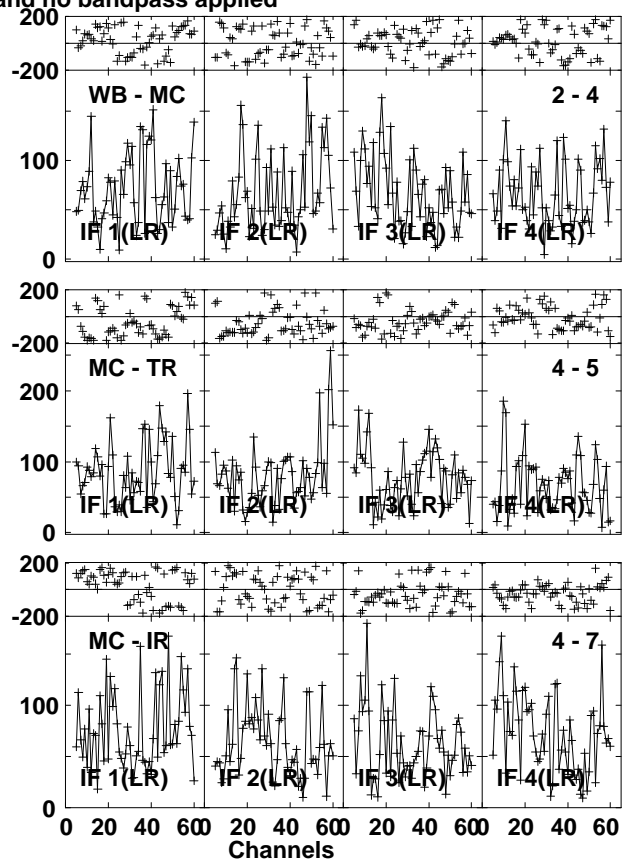 and no bandpass applied
200
-200
WB - MC 2 - 4
100
IF 1(LR) IF 2(LR) IF 3(LR) IF 4(LR)
0
200
-200
MC - TR 4 - 5
200
100
IF 1(LR) IF 2(LR) IF 3(LR) IF 4(LR)
0
200
-200
MC - IR 4 - 7
100
IF 1(LR) IF 2(LR) IF 3(LR) IF 4(LR)
0
0 20 40 60 0 20 40 60 0 20 40 60 0 20 40 60
Channels